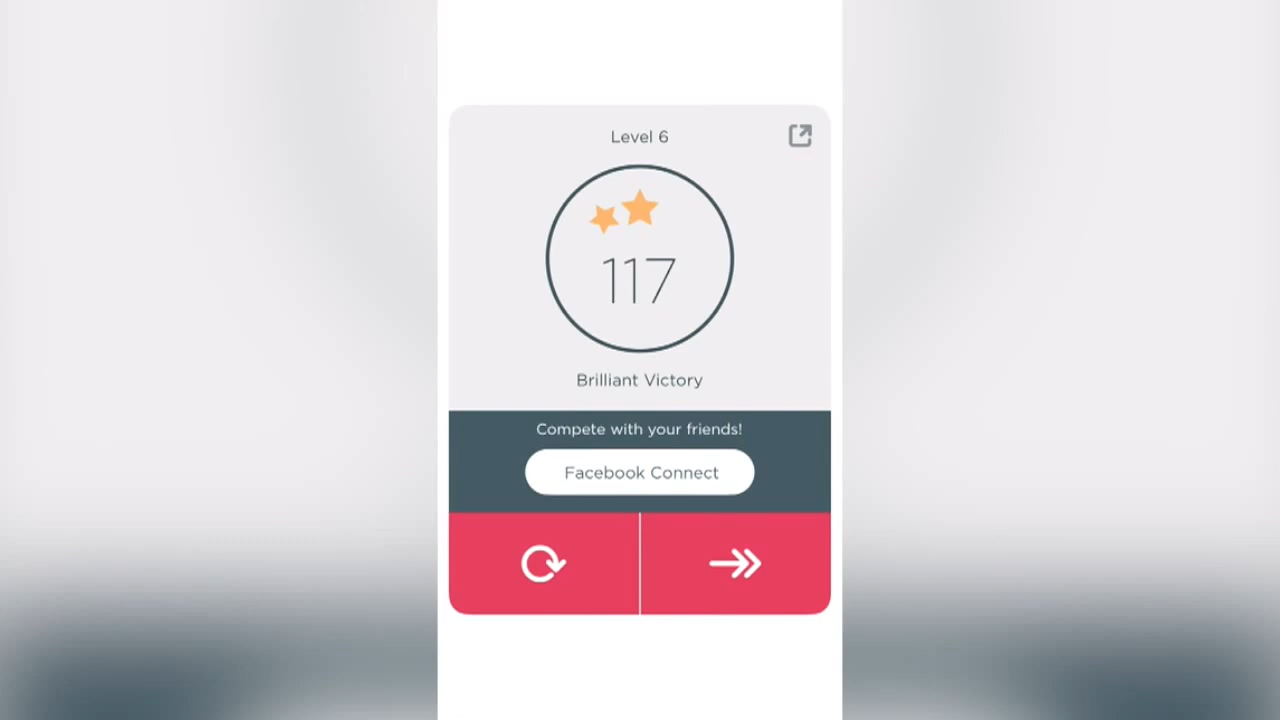 Level 6
117
Brilliant Victory
Compete with your friends!
Facebook Connect